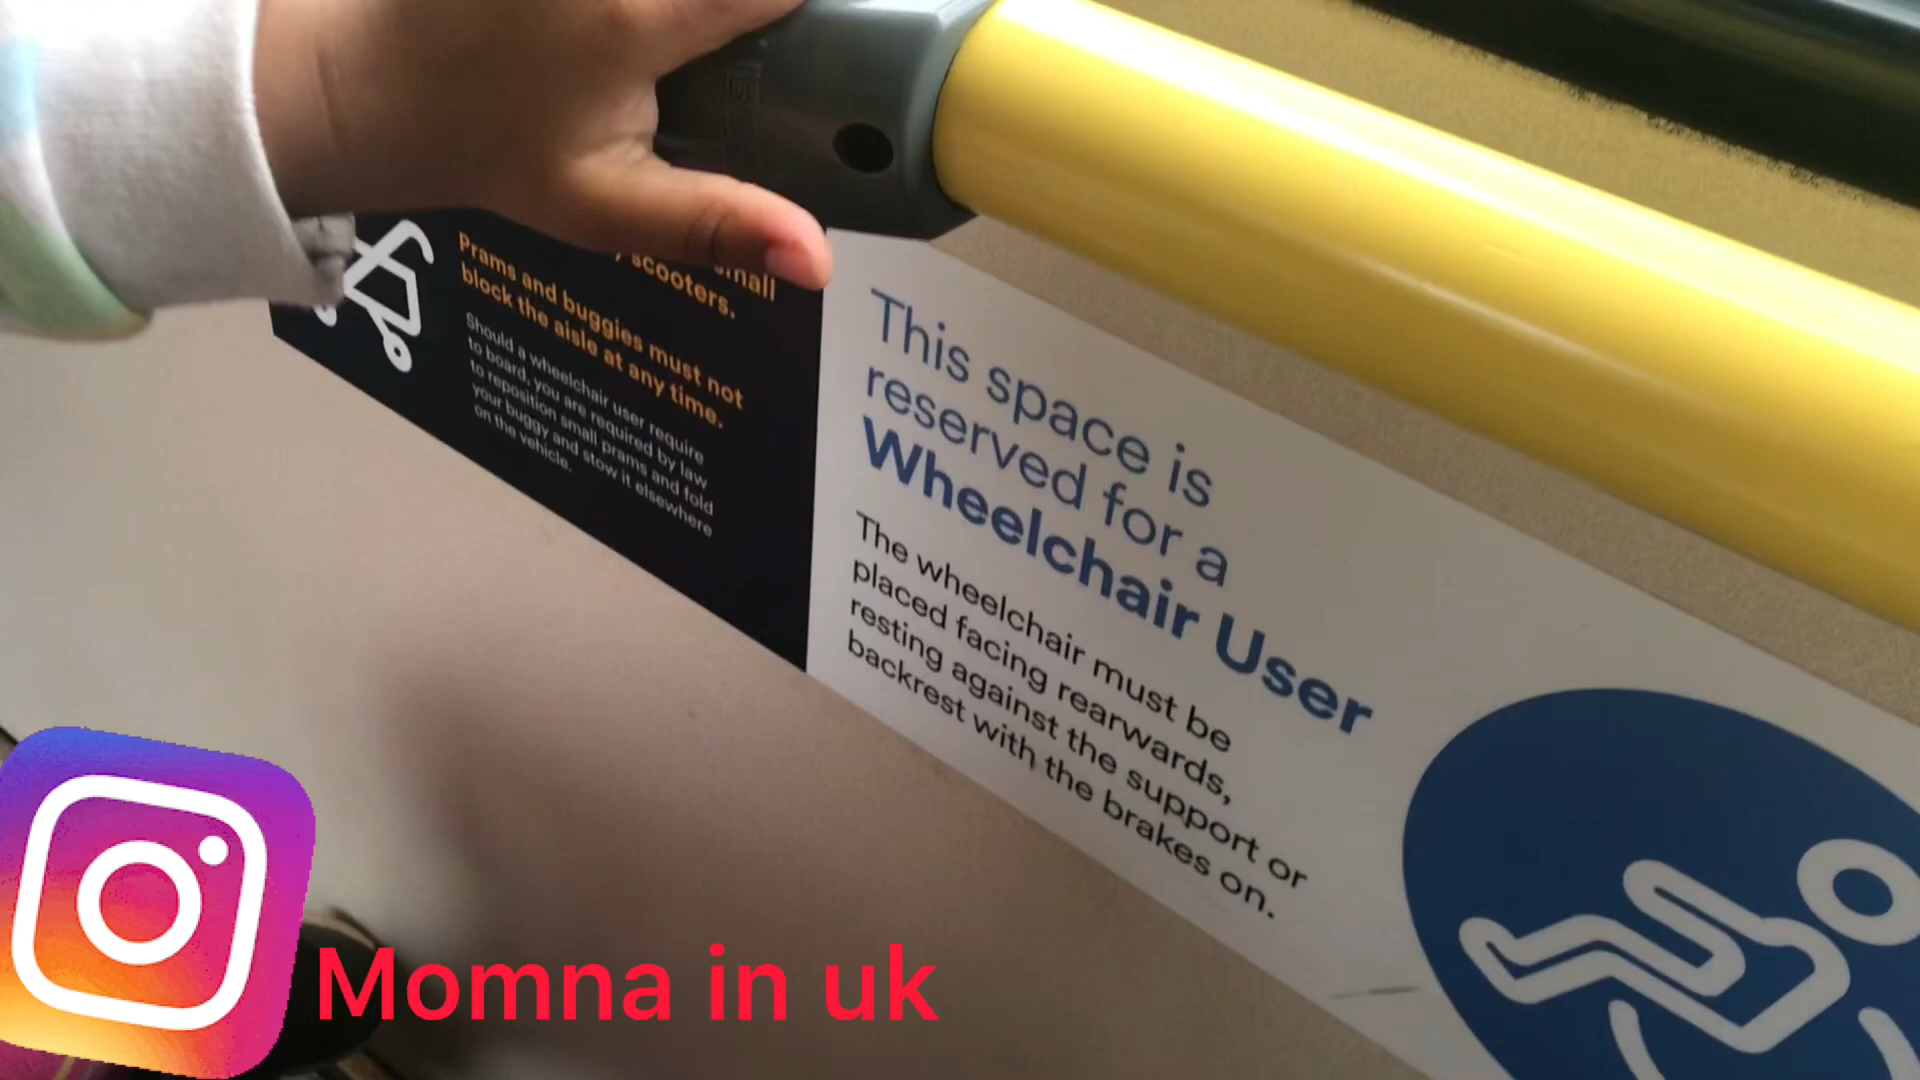 small
scooters.
Prams and buggies must not
block the aisle at any time.
Should a wheelchair user require
to board, you are required by law
to reposition small prams and fold
your buggy and stow it elsewhere
on the vehicle.
This space is
reserved for a
Wheelchair User
The wheelchair must be
placed facing rearwards,
resting against the support or
backrest with the brakes on.
Momna in uk